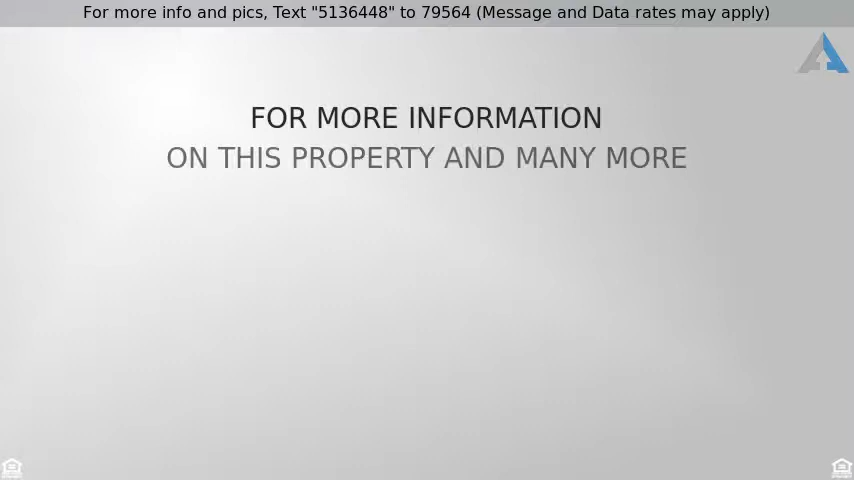 For more info and pics, Text "5136448" to 79564 (Message and Data rates may apply)
FOR MORE INFORMATION
ON THIS PROPERTY AND MANY MORE